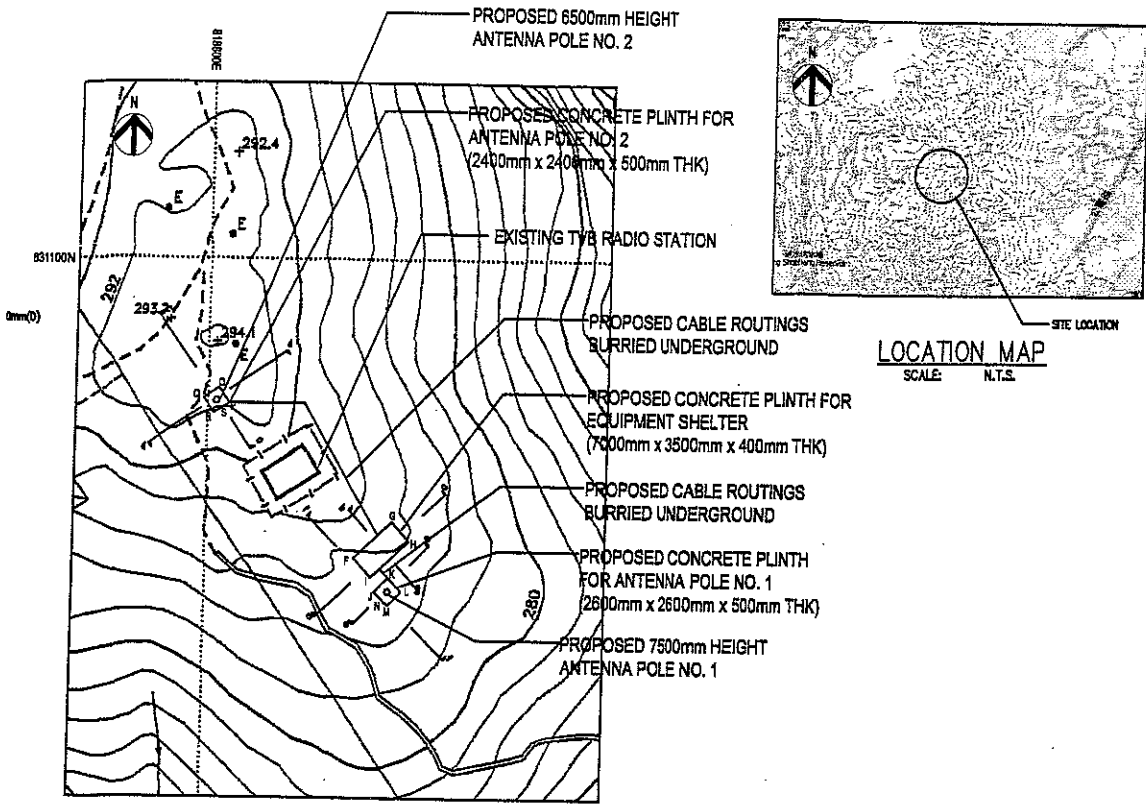 PROPOSED 6500mm HEIGHT
ANTENNA POLE NO. 2
818600E
N
N
PROPOSED CONCRETE PLINTH FOR
ANTENNA POLE NO. 2
(2400mm x 2400mm x 500mm THK)
292.4
E
E
EXISTING TVB RADIO STATION
831100N
292
293.2
0mm(D)
294.1
E
PROPOSED CABLE ROUTINGS
BURRIED UNDERGROUND
SITE LOCATION
LOCATION MAP
SCALE: N.T.S.
PROPOSED CONCRETE PLINTH FOR
EQUIPMENT SHELTER
(7000mm x 3500mm x 400mm THK)
PROPOSED CABLE ROUTINGS
BURRIED UNDERGROUND
G
H
F
I
K
J
L
N
M
PROPOSED CONCRETE PLINTH
FOR ANTENNA POLE NO. 1
(2600mm x 2600mm x 500mm THK)
280
PROPOSED 7500mm HEIGHT
ANTENNA POLE NO. 1